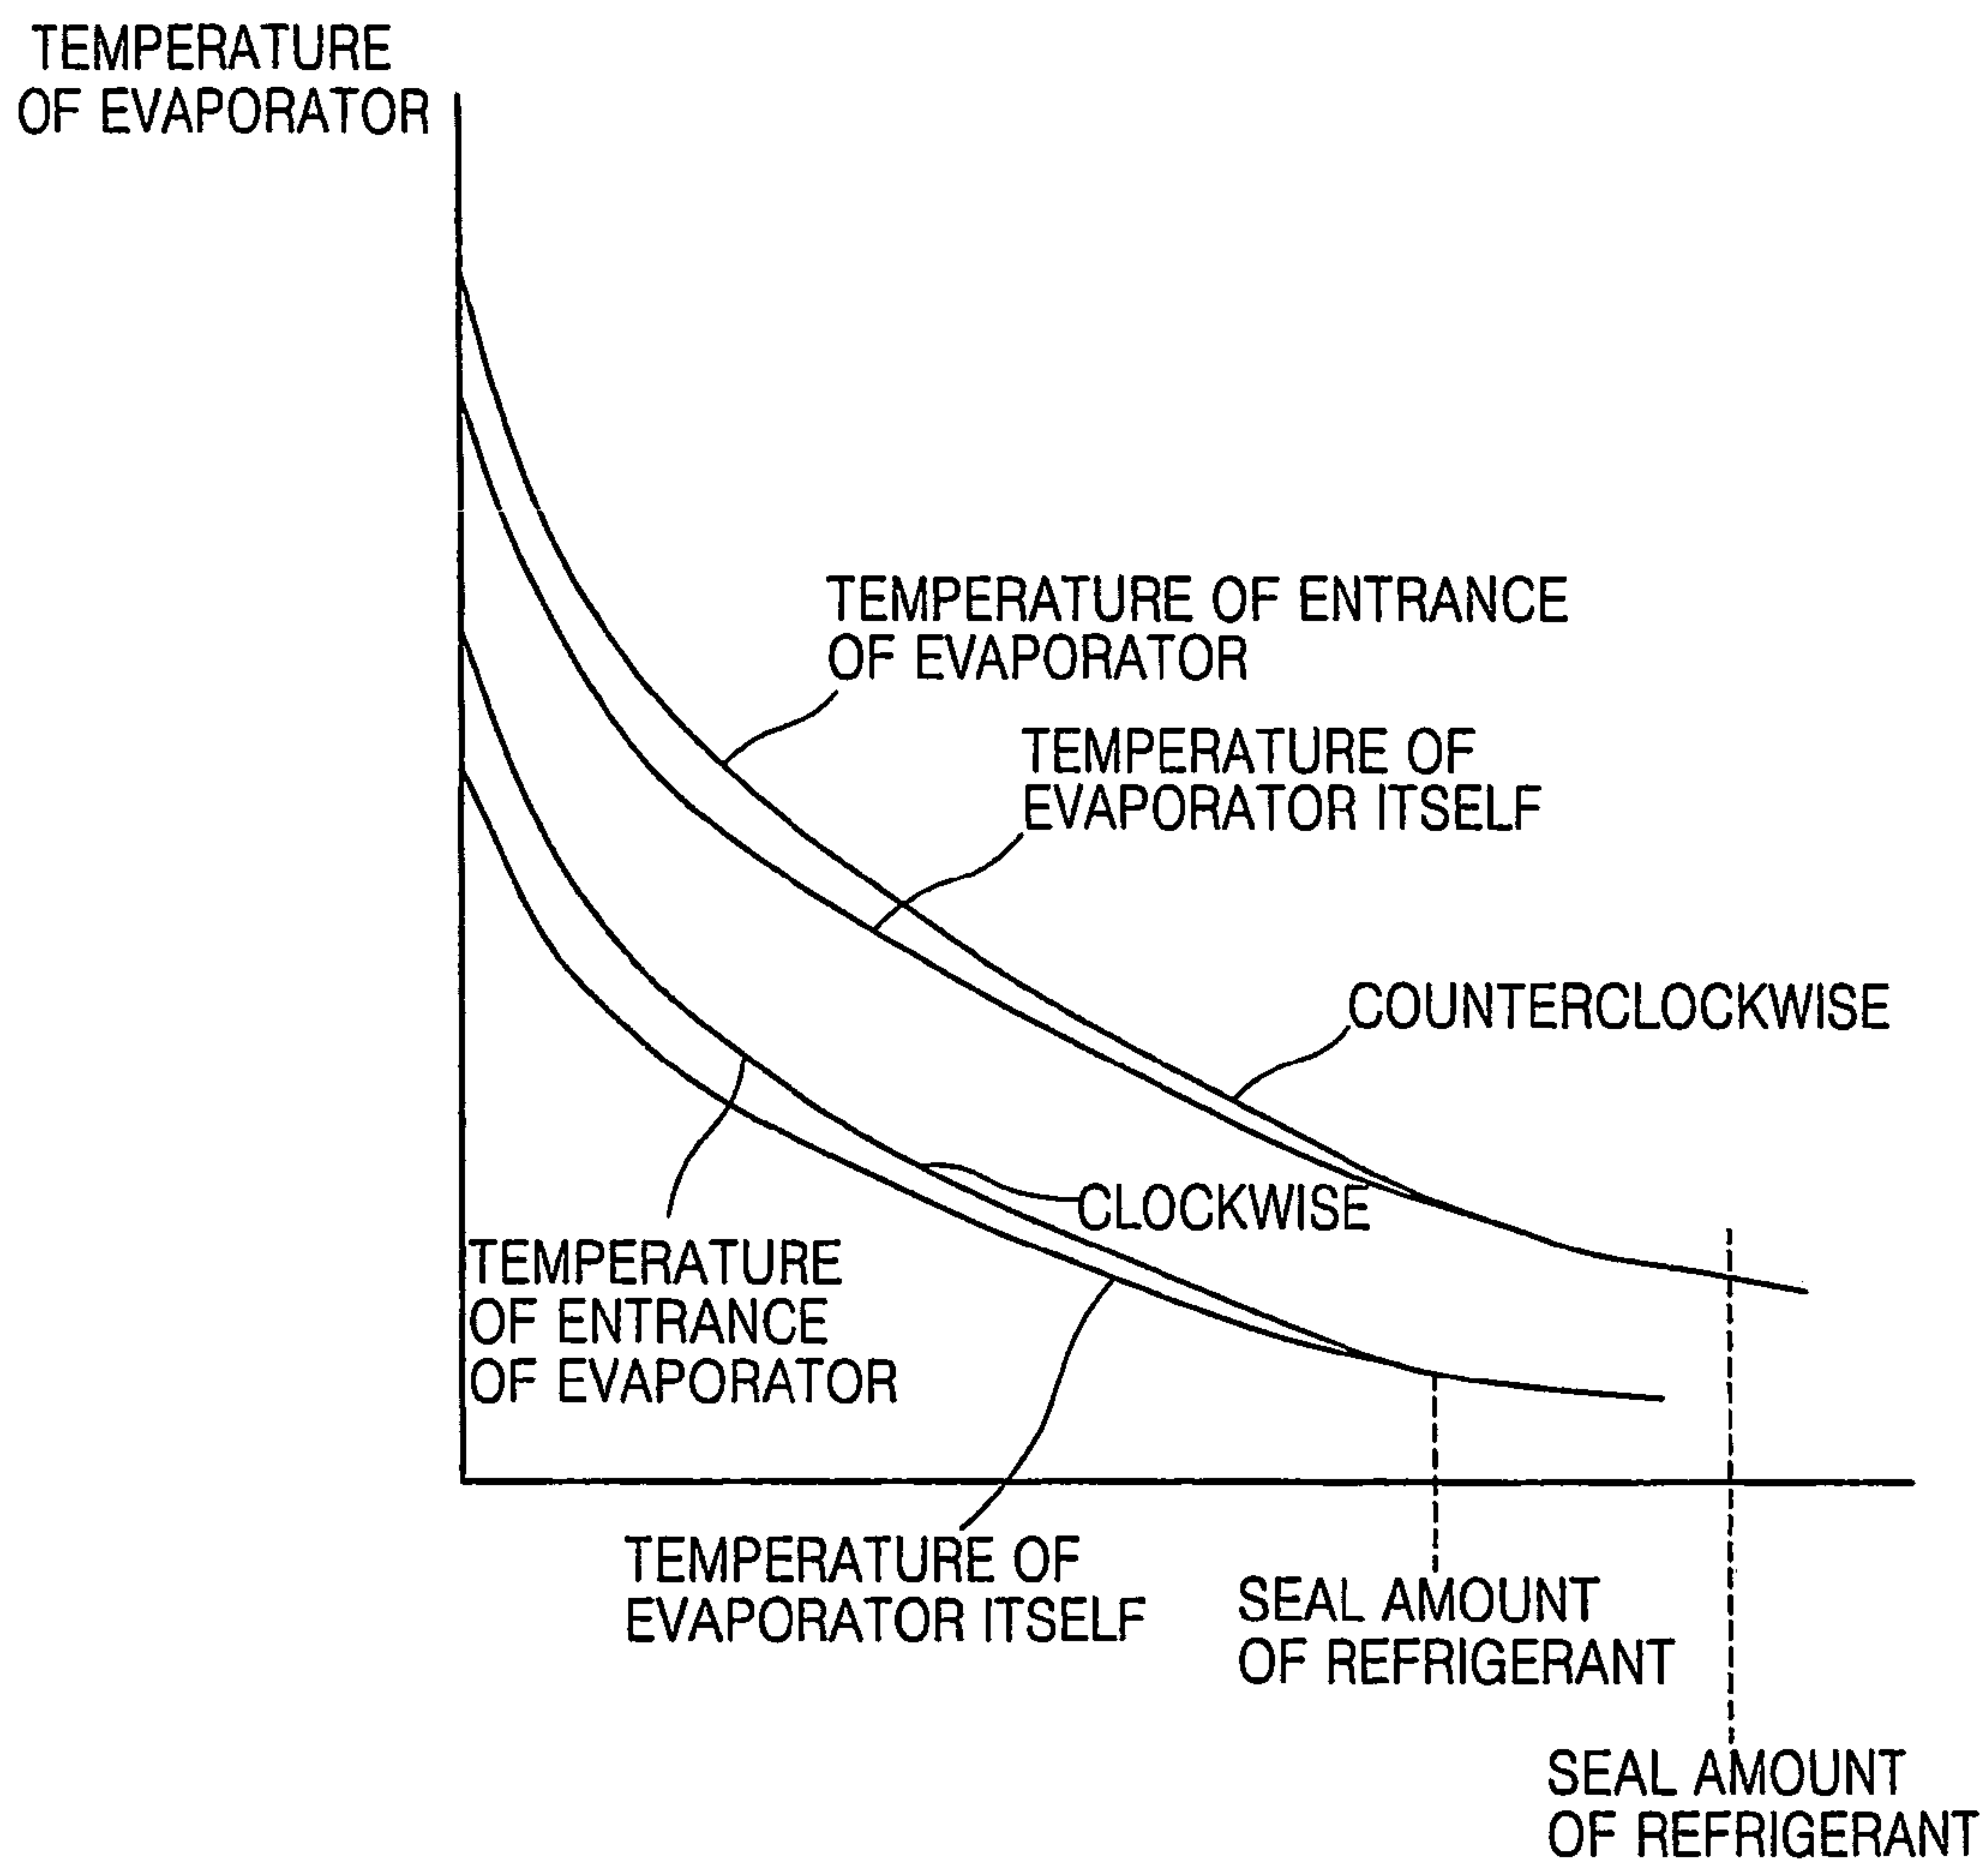 TEMPERATURE
OF EVAPORATOR
TEMPERATURE OF ENTRANCE
OF EVAPORATOR
TEMPERATURE OF
EVAPORATOR ITSELF
COUNTERCLOCKWISE
CLOCKWISE
TEMPERATURE
OF ENTRANCE
OF EVAPORATOR
TEMPERATURE OF
EVAPORATOR ITSELF
SEAL AMOUNT
OF REFRIGERANT
SEAL AMOUNT
OF REFRIGERANT